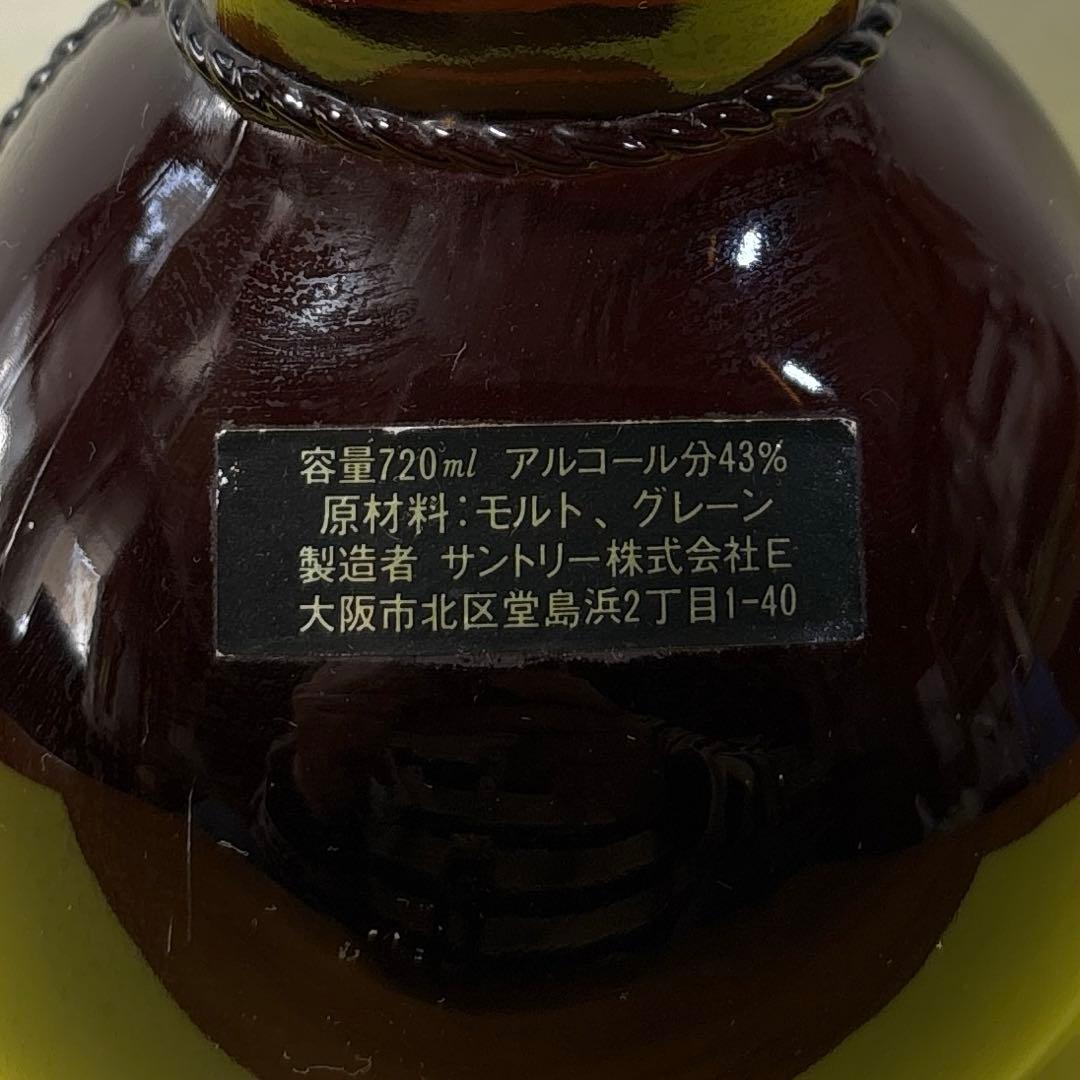 容量720ml アルコール分43%
原材料：モルト、グレーン
製造者 サントリー株式会社E
大阪市北区堂島浜2丁目1-40